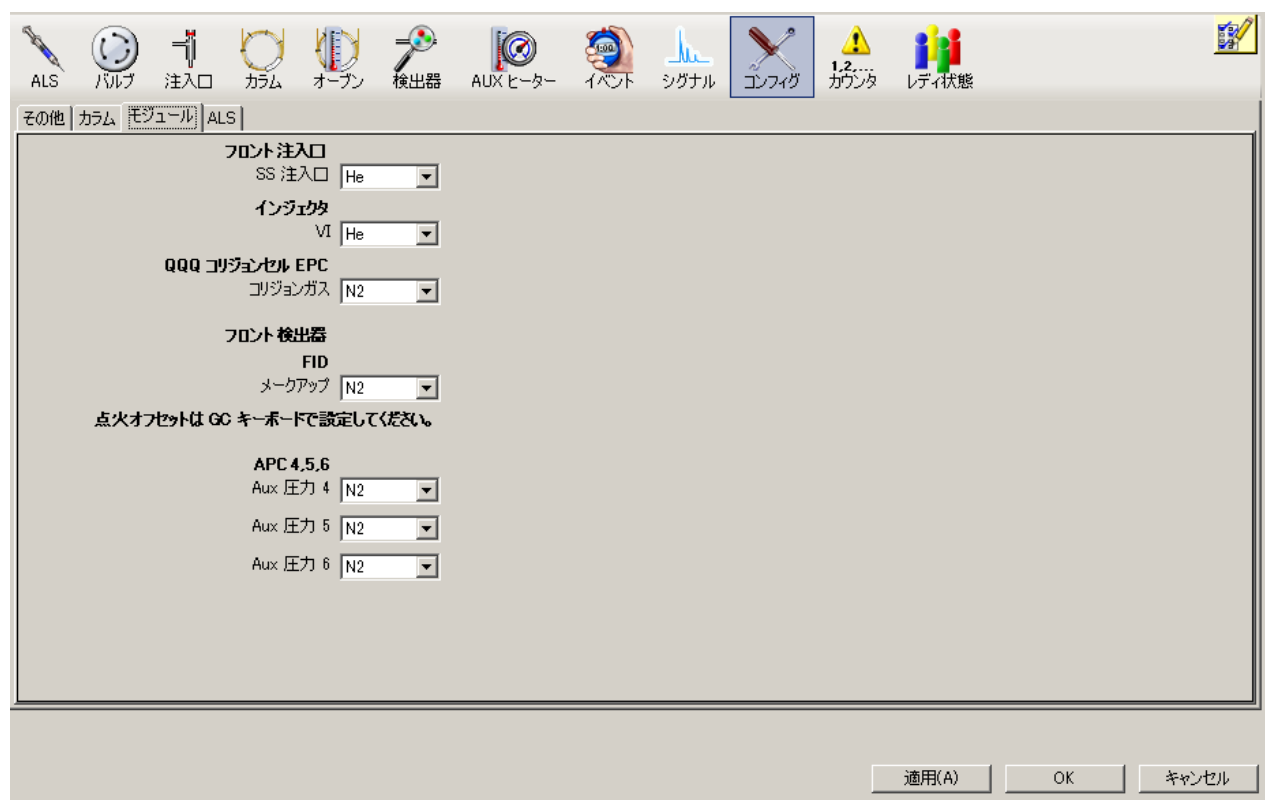 ALS バルブ 注入口 カラム オーブン 検出器 AUX ヒーター イベント シグナル コンフィグ 1,2,... カウンタ レディ状態
1:00
その他 カラム モジュール ALS
フロント 注入口
SS 注入口 He
インジェクタ
VI He
QQQ コリジョンセル EPC
コリジョンガス N2
フロント 検出器
FID
メークアップ N2
点火オフセットは GC キーボードで設定してください。
APC 4,5,6
Aux 圧力 4 N2
Aux 圧力 5 N2
Aux 圧力 6 N2
適用(A) OK キャンセル